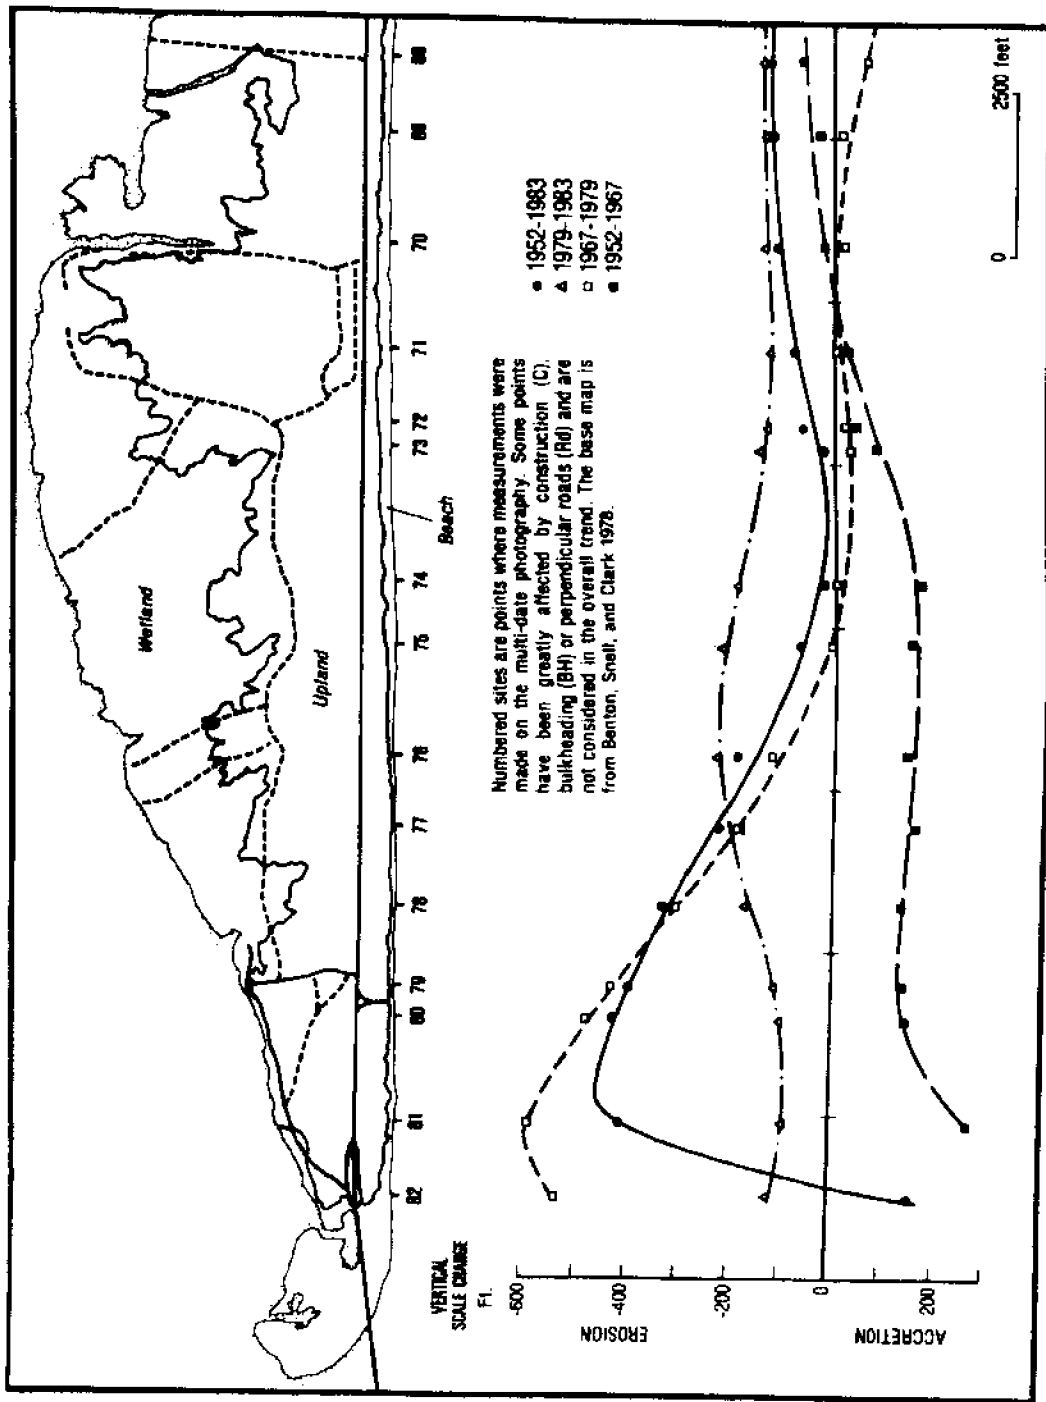 Wetland
Upland
Beach
82
81
80
79
78
77
76
75
74
73
72
71
70
69
68
VERTICAL
SCALE CHANGE
Ft.
-600
-400
-200
0
200
EROSION
ACCRETION
Numbered sites are points where measurements were
made on the multi-date photography. Some points
have been greatly affected by construction (C),
bulkheading (BH) or perpendicular roads (Rd) and are
not considered in the overall trend. The base map is
from Benton, Snell, and Clark 1978.
1952-1983
1979-1983
1967-1979
1952-1967
0
2500 feet